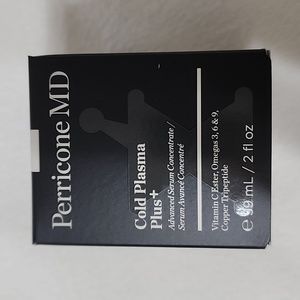 Perricone MD
Cold Plasma
Plus+
Advanced Serum Concentrate /
Serum Avancé Concentré
Vitamin C Ester, Omegas 3, 6 & 9,
Copper Tripeptide
℮ 59 mL / 2 fl oz